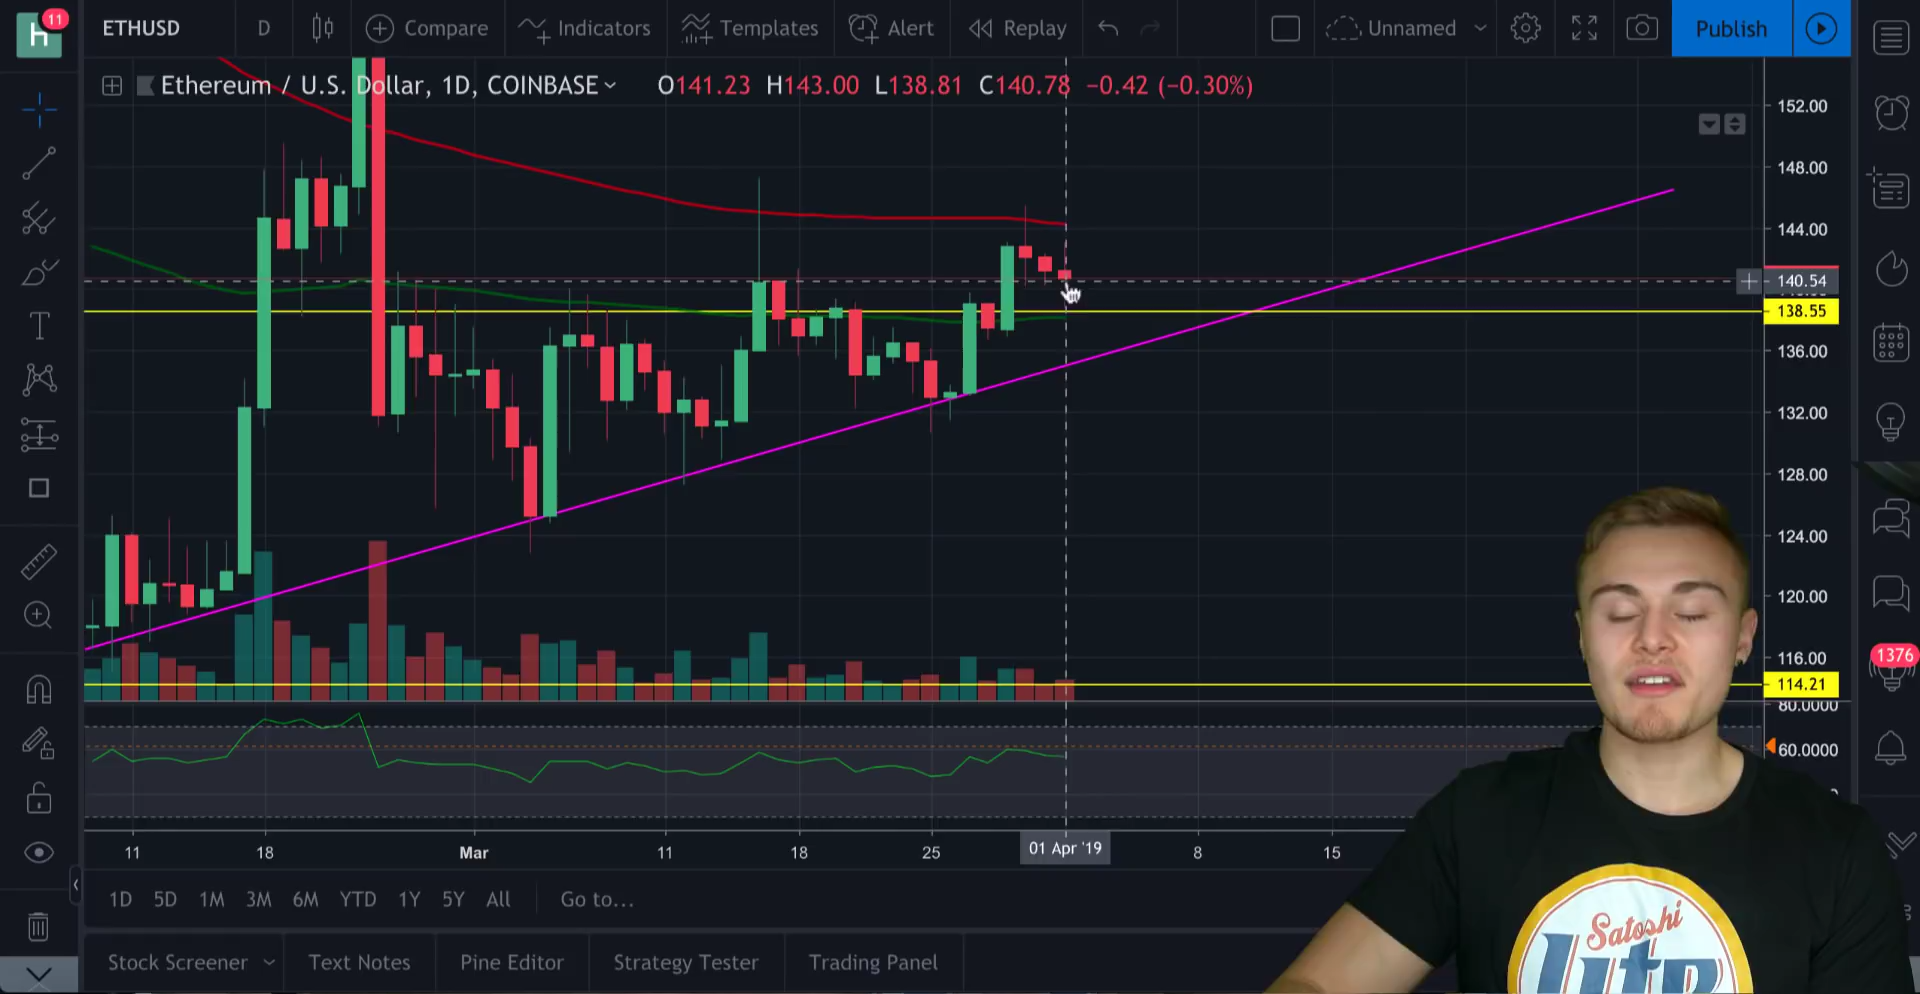 11
h
ETHUSD
D
Compare
Indicators
Templates
Alert
Replay
Unnamed
Publish
Ethereum / U.S. Dollar, 1D, COINBASE
O141.23 H143.00 L138.81 C140.78 −0.42 (−0.30%)
152.00
148.00
144.00
140.54
138.55
136.00
132.00
128.00
124.00
120.00
116.00
114.21
80.0000
60.0000
1376
11
18
Mar
11
18
25
01 Apr '19
8
15
1D
5D
1M
3M
6M
YTD
1Y
5Y
All
Go to...
Stock Screener
Text Notes
Pine Editor
Strategy Tester
Trading Panel
Satoshi